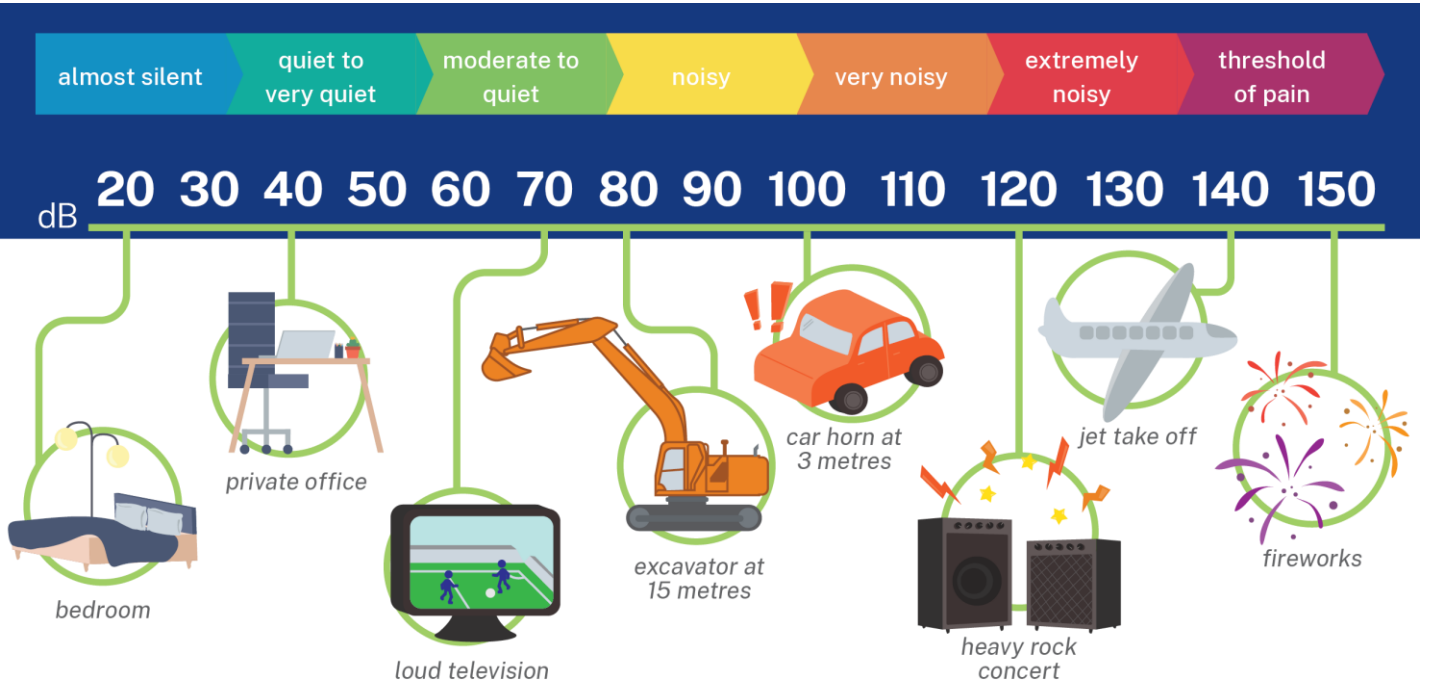 almost silent
quiet to
very quiet
moderate to
quiet
noisy
very noisy
extremely
noisy
threshold
of pain
dB 20 30 40 50 60 70 80 90 100 110 120 130 140 150
bedroom
private office
loud television
excavator at
15 metres
car horn at
3 metres
heavy rock
concert
jet take off
fireworks